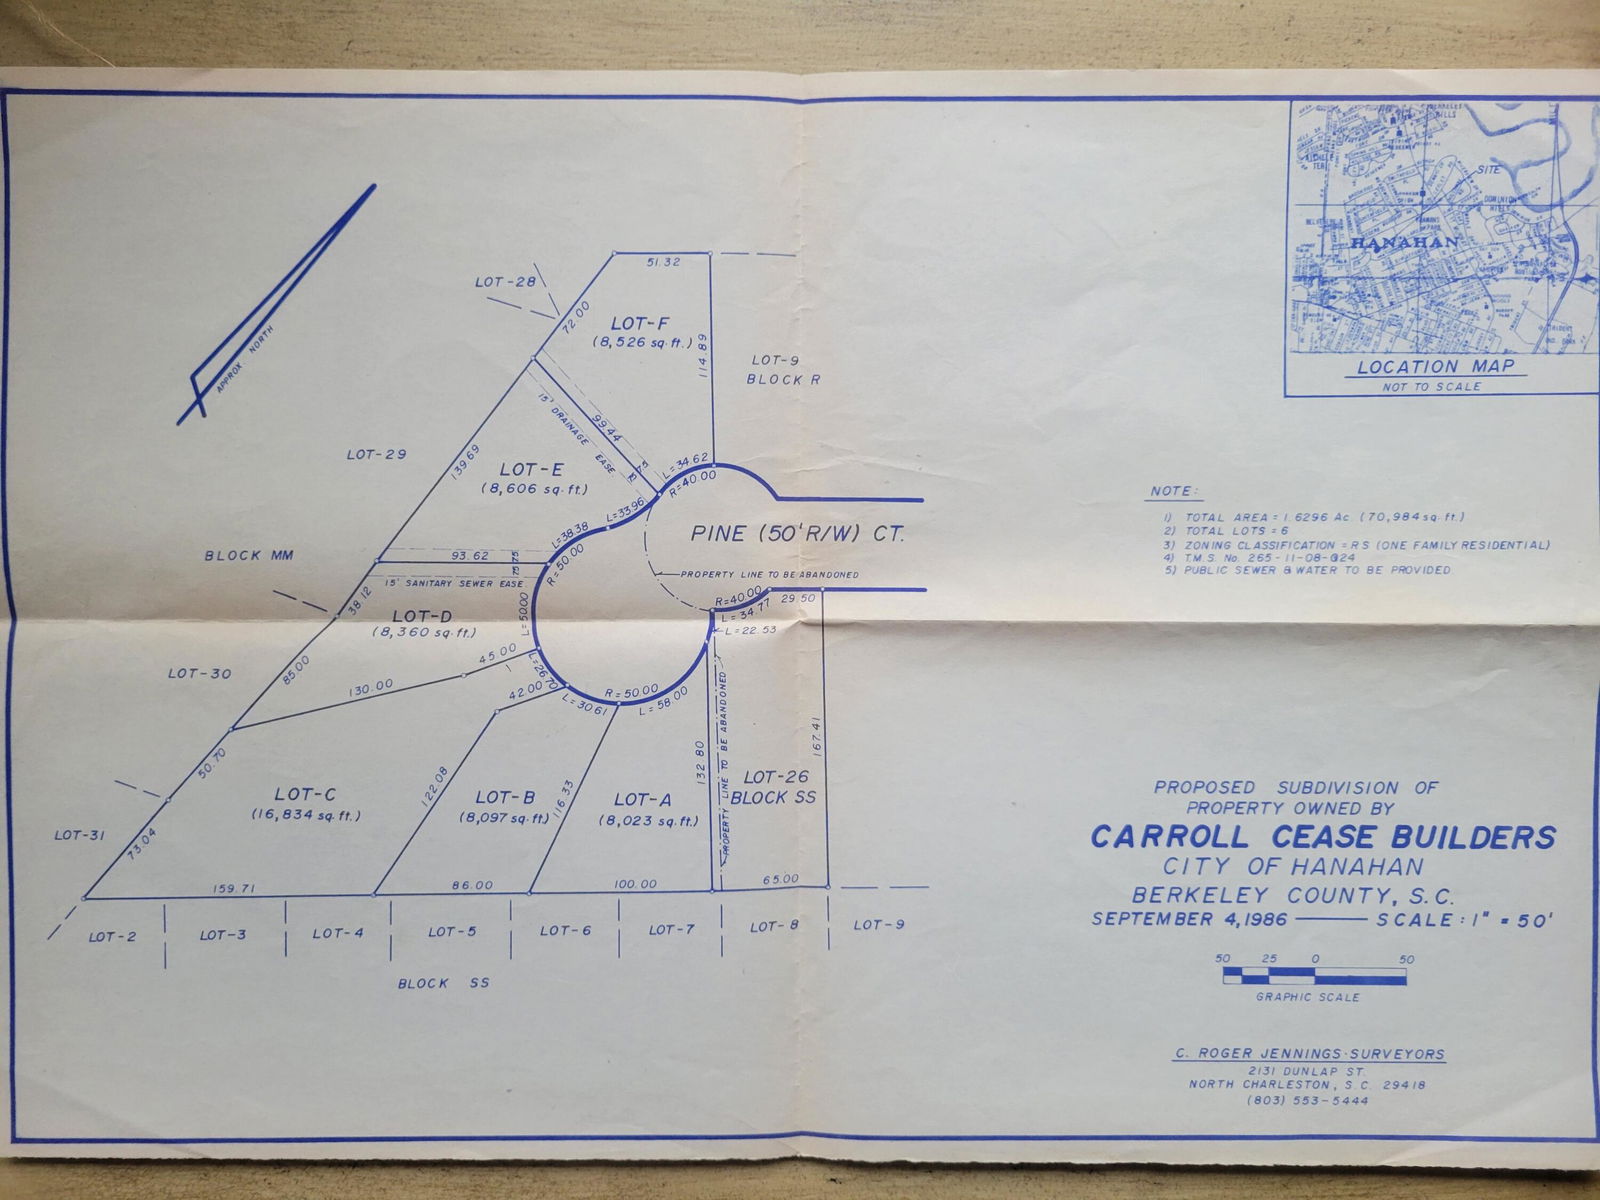 SITE
HANAHAN
LOCATION MAP
NOT TO SCALE
APPROX NORTH
LOT-28
51.32
72.00
LOT-F
(8,526 sq. ft.)
114.89
LOT-9
BLOCK R
15' DRAINAGE EASE
99.44
LOT-29
139.69
LOT-E
(8,606 sq. ft.)
L=34.62
R=40.00
L=33.96
L=38.38
R=50.00
PINE (50' R/W) CT.
BLOCK MM
93.62
15' SANITARY SEWER EASE.
PROPERTY LINE TO BE ABANDONED
38.12
LOT-D
(8,360 sq. ft.)
L=50.00
R=40.00
L=34.77
29.50
L=22.53
LOT-30
85.00
130.00
45.00
L=26.70
42.00
L=30.61
R=50.00
L=58.00
PROPERTY LINE TO BE ABANDONED
50.70
LOT-C
(16,834 sq. ft.)
122.08
LOT-B
(8,097 sq. ft.)
116.33
LOT-A
(8,023 sq. ft.)
132.80
LOT-26
BLOCK SS
167.41
LOT-31
73.04
159.71
86.00
100.00
65.00
LOT-2
LOT-3
LOT-4
LOT-5
LOT-6
LOT-7
LOT-8
LOT-9
BLOCK SS
NOTE:
1) TOTAL AREA = 1.6296 Ac. (70,984 sq. ft.)
2) TOTAL LOTS = 6
3) ZONING CLASSIFICATION = RS (ONE FAMILY RESIDENTIAL)
4) T.M.S. No. 265-11-08-024
5) PUBLIC SEWER & WATER TO BE PROVIDED
PROPOSED SUBDIVISION OF
PROPERTY OWNED BY
CARROLL CEASE BUILDERS
CITY OF HANAHAN
BERKELEY COUNTY, S.C.
SEPTEMBER 4, 1986 SCALE: 1" = 50'
50 25 0 50
GRAPHIC SCALE
C. ROGER JENNINGS-SURVEYORS
2131 DUNLAP ST.
NORTH CHARLESTON, S.C. 29418
(803) 553-5444